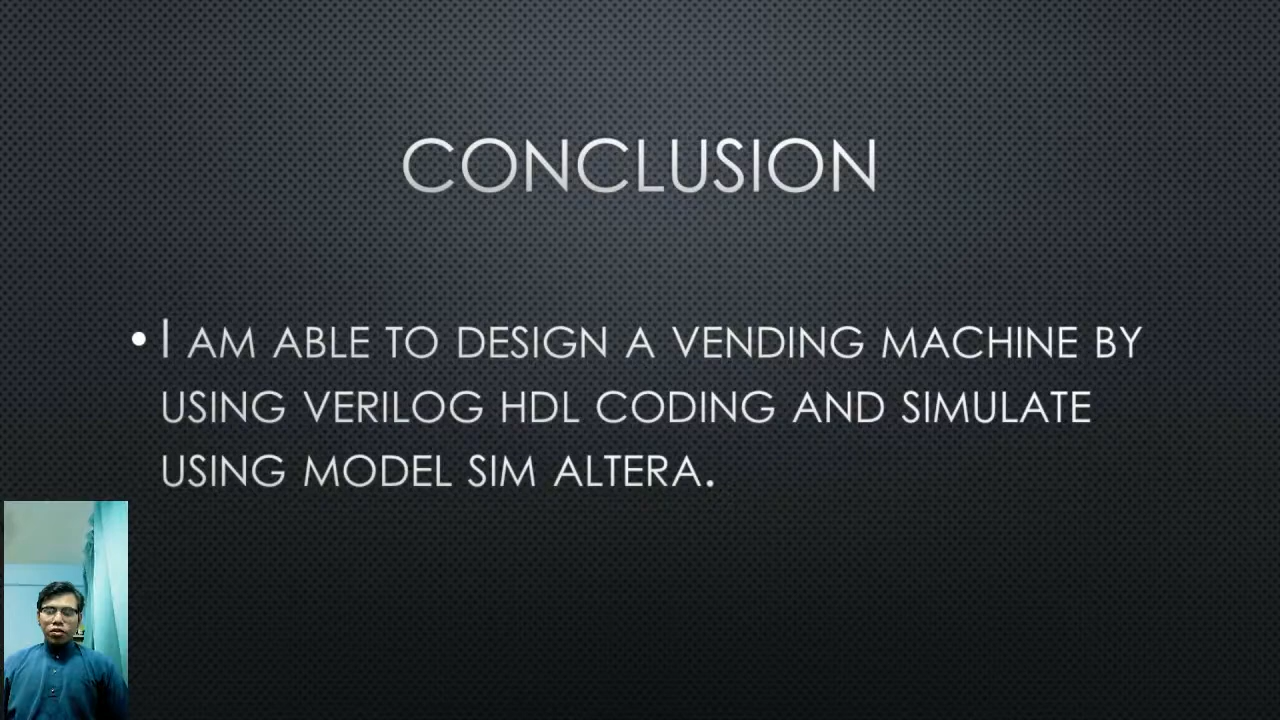 CONCLUSION
• I AM ABLE TO DESIGN A VENDING MACHINE BY
USING VERILOG HDL CODING AND SIMULATE
USING MODEL SIM ALTERA.